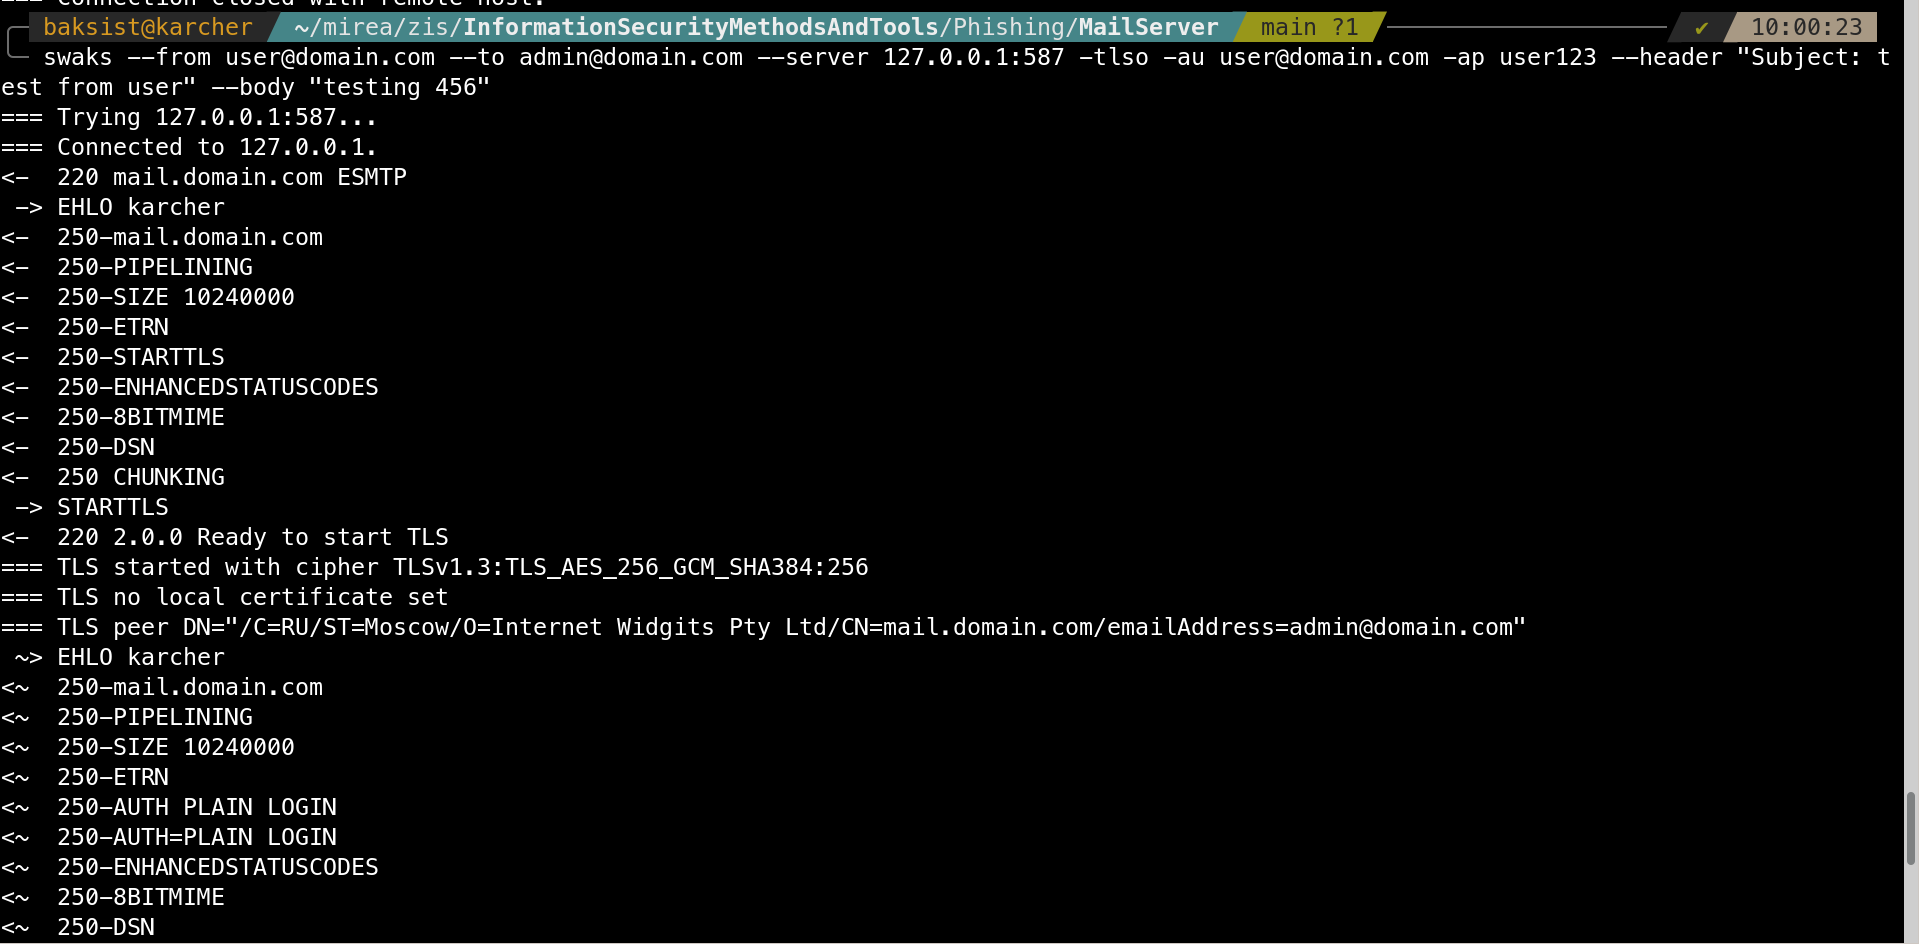 === Connection closed with remote host.
baksist@karcher ~/mirea/zis/InformationSecurityMethodsAndTools/Phishing/MailServer main ?1 ✔ 10:00:23
swaks --from user@domain.com --to admin@domain.com --server 127.0.0.1:587 -tlso -au user@domain.com -ap user123 --header "Subject: t
est from user" --body "testing 456"
=== Trying 127.0.0.1:587...
=== Connected to 127.0.0.1.
<-  220 mail.domain.com ESMTP
 -> EHLO karcher
<-  250-mail.domain.com
<-  250-PIPELINING
<-  250-SIZE 10240000
<-  250-ETRN
<-  250-STARTTLS
<-  250-ENHANCEDSTATUSCODES
<-  250-8BITMIME
<-  250-DSN
<-  250 CHUNKING
 -> STARTTLS
<-  220 2.0.0 Ready to start TLS
=== TLS started with cipher TLSv1.3:TLS_AES_256_GCM_SHA384:256
=== TLS no local certificate set
=== TLS peer DN="/C=RU/ST=Moscow/O=Internet Widgits Pty Ltd/CN=mail.domain.com/emailAddress=admin@domain.com"
 ~> EHLO karcher
<~  250-mail.domain.com
<~  250-PIPELINING
<~  250-SIZE 10240000
<~  250-ETRN
<~  250-AUTH PLAIN LOGIN
<~  250-AUTH=PLAIN LOGIN
<~  250-ENHANCEDSTATUSCODES
<~  250-8BITMIME
<~  250-DSN